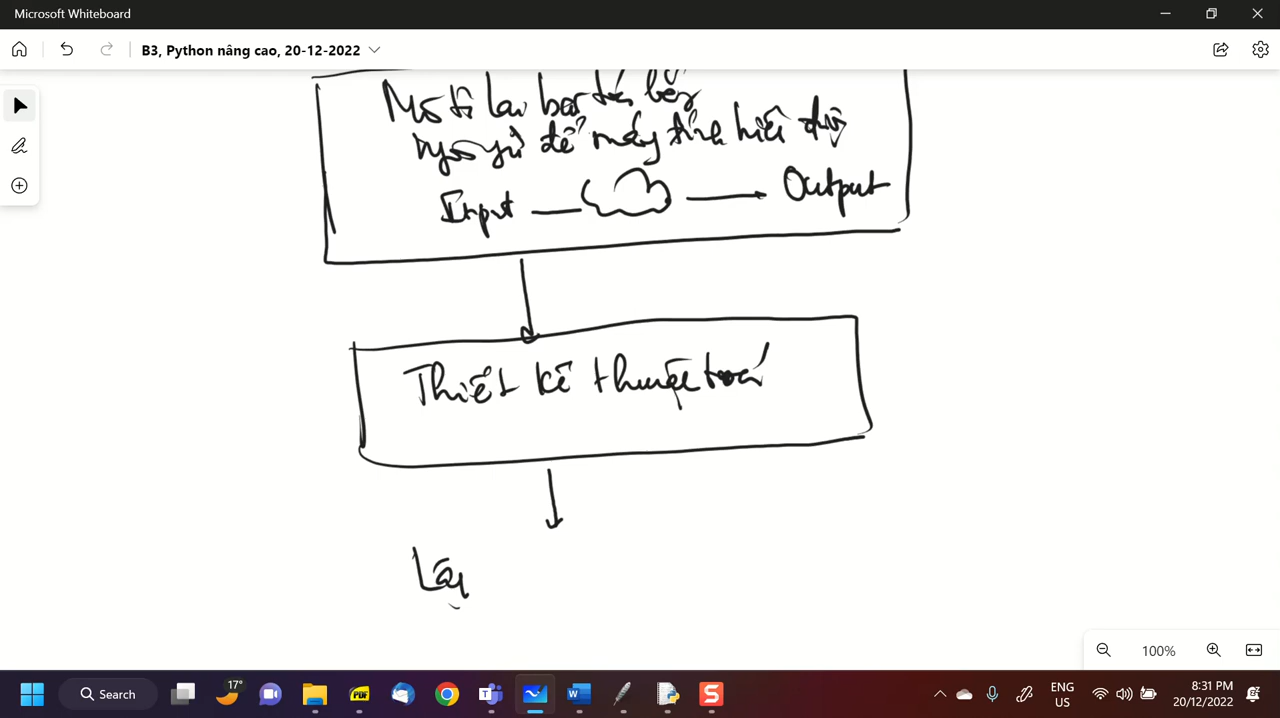 Microsoft Whiteboard
B3, Python nâng cao, 20-12-2022
Mô tả lại bài toán bằng
ngôn ngữ để máy tính hiểu được
Input Output
Thiết kế thuật toán
Lập
100%
Search
17°
PDF
W
S
ENG
US
8:31 PM
20/12/2022